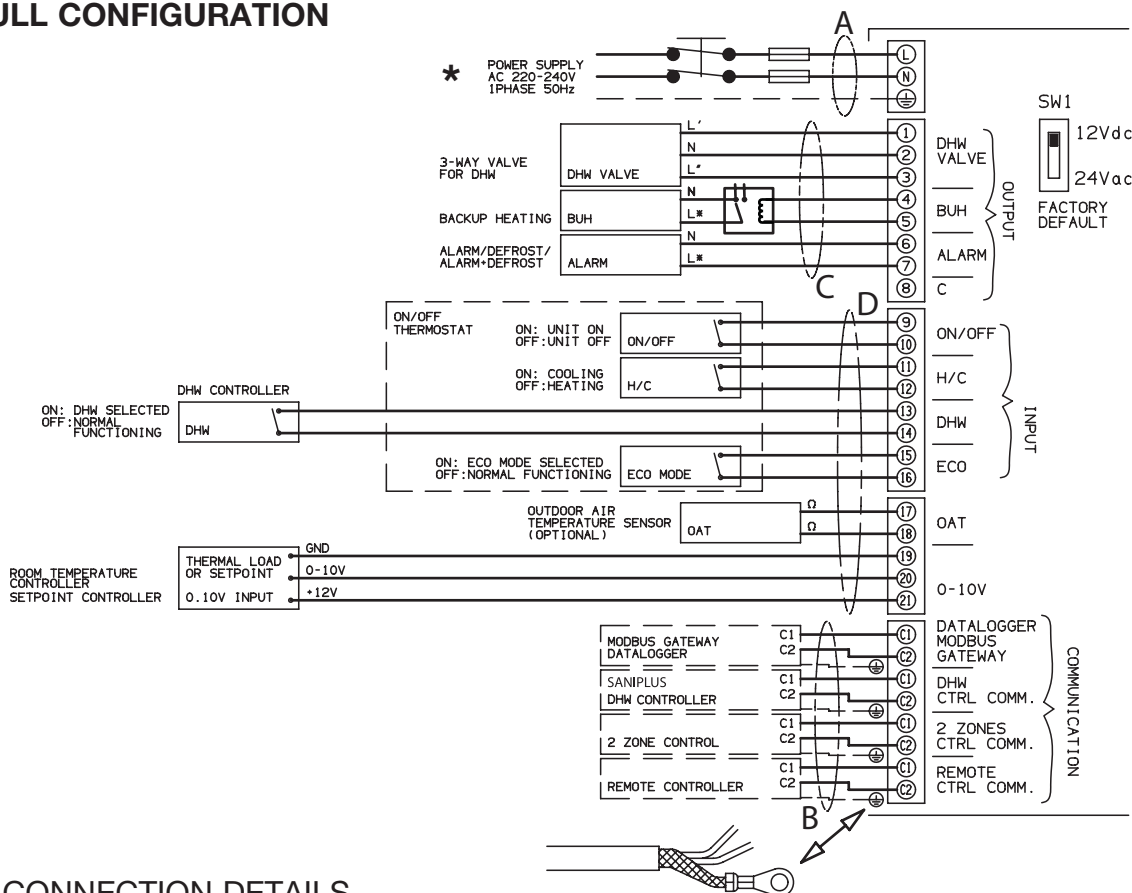 ULL CONFIGURATION
A
*
POWER SUPPLY
AC 220-240V
1PHASE 50Hz
L
N
SW1
12Vdc
24Vac
FACTORY
DEFAULT
3-WAY VALVE
FOR DHW
DHW VALVE
L'
N
L"
1
2
3
DHW
VALVE
BACKUP HEATING
BUH
N
L*
4
5
BUH
ALARM/DEFROST/
ALARM+DEFROST
ALARM
N
L*
6
7
ALARM
8
C
OUTPUT
C
D
ON/OFF
THERMOSTAT
ON: UNIT ON
OFF:UNIT OFF
ON/OFF
9
10
ON/OFF
ON: COOLING
OFF:HEATING
H/C
11
12
H/C
DHW CONTROLLER
ON: DHW SELECTED
OFF:NORMAL
FUNCTIONING
DHW
13
14
DHW
ON: ECO MODE SELECTED
OFF:NORMAL FUNCTIONING
ECO MODE
15
16
ECO
INPUT
OUTDOOR AIR
TEMPERATURE SENSOR
(OPTIONAL)
OAT
Ω
Ω
17
18
OAT
ROOM TEMPERATURE
CONTROLLER
SETPOINT CONTROLLER
THERMAL LOAD
OR SETPOINT
0.10V INPUT
GND
0-10V
+12V
19
20
21
0-10V
MODBUS GATEWAY
DATALOGGER
C1
C2
C1
C2
DATALOGGER
MODBUS
GATEWAY
SANIPLUS
DHW CONTROLLER
C1
C2
C1
C2
DHW
CTRL COMM.
2 ZONE CONTROL
C1
C2
C1
C2
2 ZONES
CTRL COMM.
REMOTE CONTROLLER
C1
C2
C1
C2
REMOTE
CTRL COMM.
COMMUNICATION
B
CONNECTION DETAILS